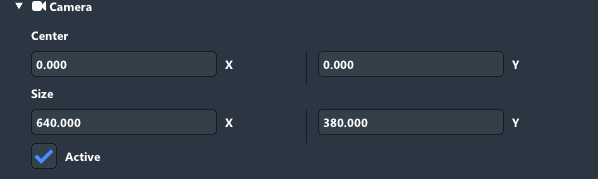 Camera
Center
0.000 X 0.000 Y
Size
640.000 X 380.000 Y
Active